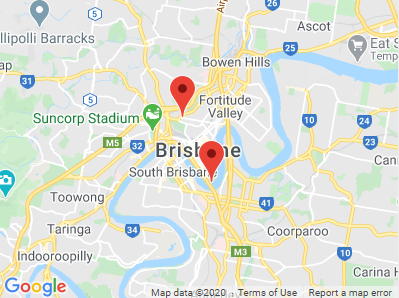 Ascot
llipolli Barracks
Airp
25
Eat S
Temp
Bowen Hills
31
5
5
Fortitude
Valley
10
Suncorp Stadium
M5
32
Brisbane
Can
South Brisbane
Toowong
41
10
Taringa
34
Coorparoo
M3
Indooroopilly
Carina H
Google
Map data ©2020
Terms of Use
Report a map error